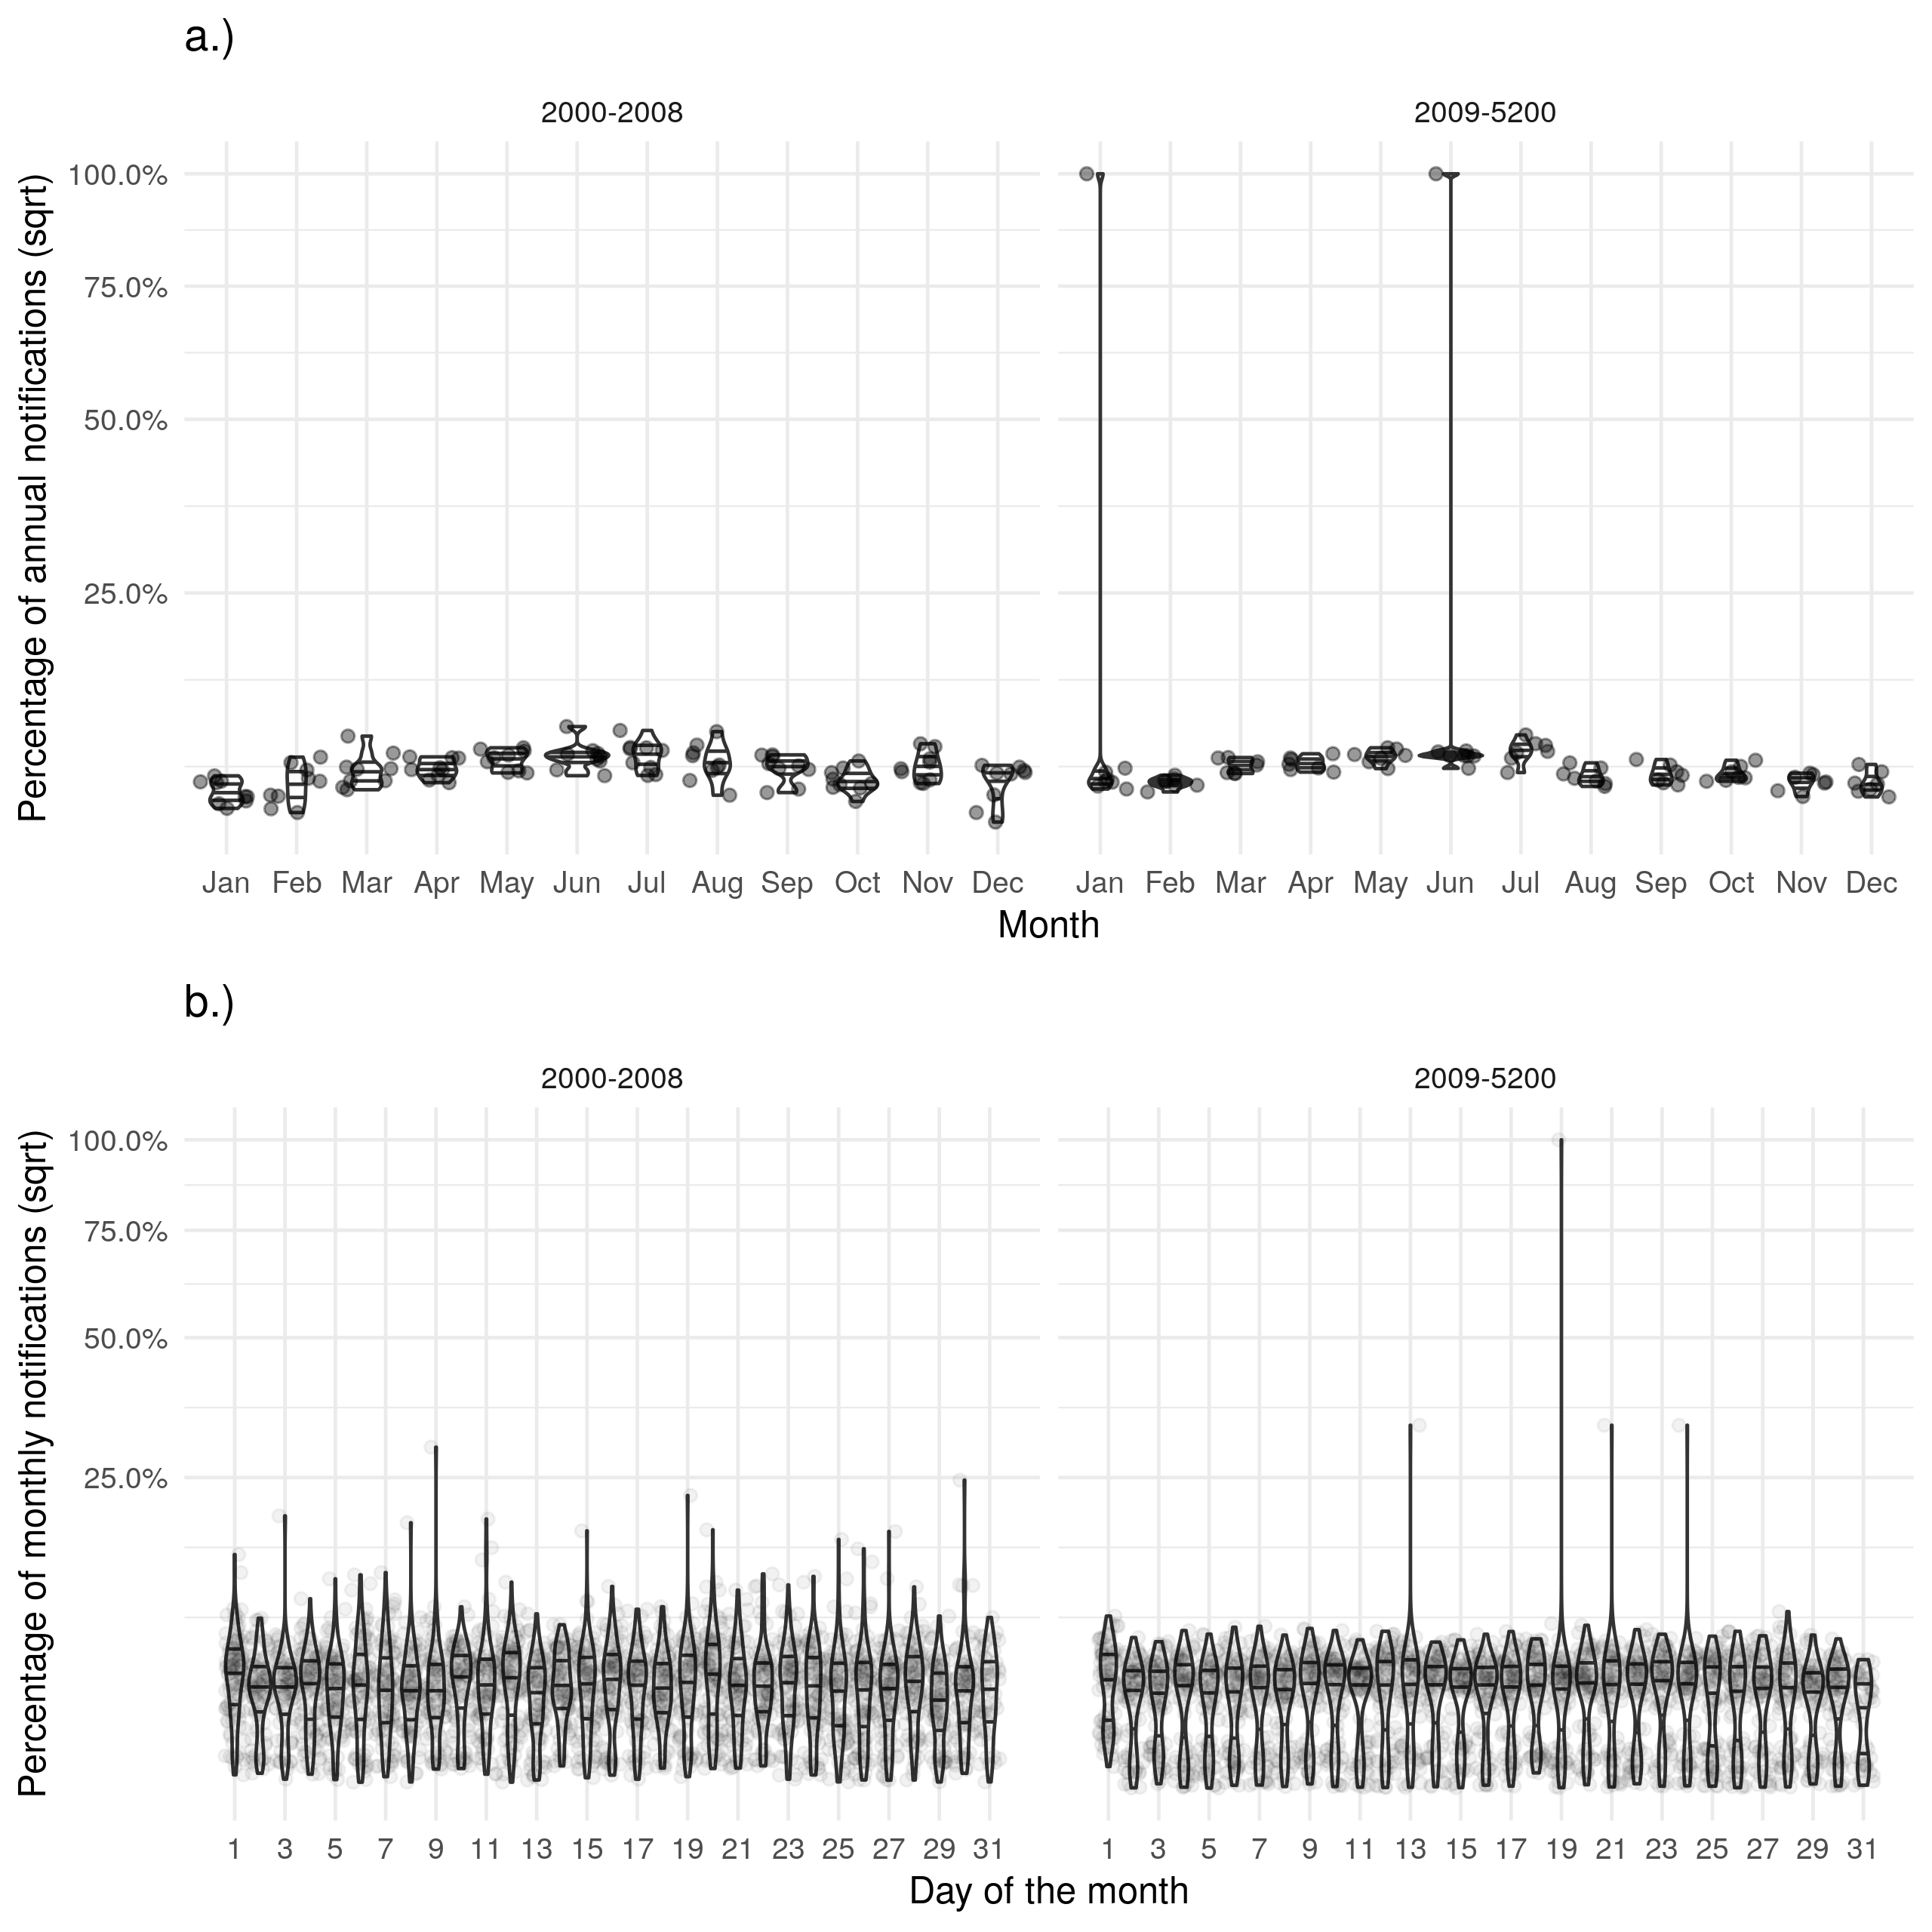 a.)
2000-2008 2009-5200
Percentage of annual notifications (sqrt)
100.0%
75.0%
50.0%
25.0%
Jan Feb Mar Apr May Jun Jul Aug Sep Oct Nov Dec Jan Feb Mar Apr May Jun Jul Aug Sep Oct Nov Dec
Month
b.)
2000-2008 2009-5200
Percentage of monthly notifications (sqrt)
100.0%
75.0%
50.0%
25.0%
1 3 5 7 9 11 13 15 17 19 21 23 25 27 29 31 1 3 5 7 9 11 13 15 17 19 21 23 25 27 29 31
Day of the month